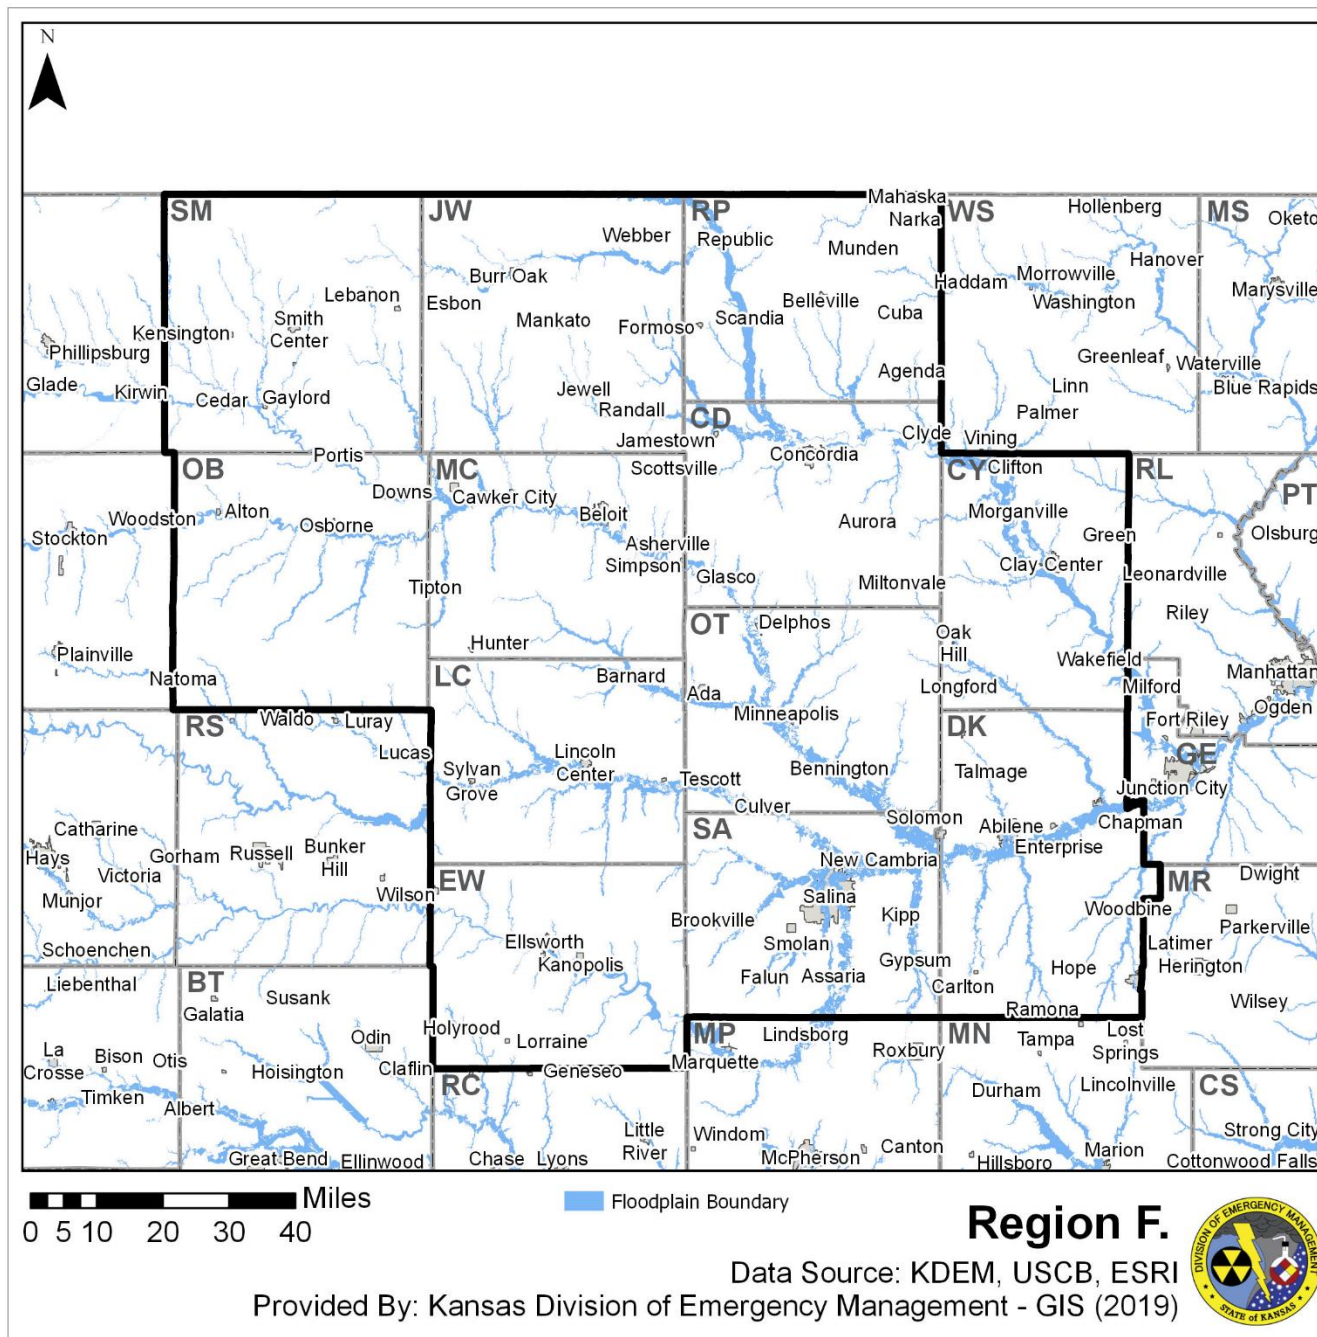 N
SM
JW
RP
Mahaska
WS
Hollenberg
MS
Oketo
Narka
Webber
Republic
Munden
Hanover
Burr Oak
Morrowville
Haddam
Lebanon
Esbon
Belleville
Washington
Marysville
Smith
Center
Mankato
Formoso
Scandia
Cuba
Kensington
Phillipsburg
Greenleaf
Waterville
Glade
Kirwin
Cedar
Gaylord
Jewell
Agenda
Linn
Blue Rapids
Randall
CD
Palmer
Jamestown
Clyde
Vining
Portis
Concordia
OB
MC
Scottsville
CY
Clifton
RL
PT
Downs
Cawker City
Woodston
Alton
Osborne
Beloit
Aurora
Morganville
Stockton
Asherville
Green
Olsburg
Simpson
Clay Center
Tipton
Glasco
Miltonvale
Leonardville
OT
Delphos
Riley
Hunter
Oak
Hill
Plainville
LC
Wakefield
Natoma
Barnard
Ada
Longford
Milford
Manhattan
RS
Waldo
Luray
Minneapolis
DK
Fort Riley
Ogden
Lucas
Lincoln
Center
GE
Sylvan
Grove
Tescott
Bennington
Talmage
Junction City
Culver
SA
Solomon
Abilene
Chapman
Catharine
Enterprise
Hays
Gorham
Russell
Bunker
Hill
New Cambria
Victoria
EW
MR
Dwight
Munjor
Wilson
Salina
Woodbine
Brookville
Kipp
Parkerville
Schoenchen
Ellsworth
Smolan
Latimer
Kanopolis
Gypsum
Hope
Herington
Liebenthal
BT
Falun
Assaria
Carlton
Susank
Wilsey
Galatia
Ramona
Holyrood
MP
Lindsborg
MN
Lost
Springs
La
Crosse
Bison
Otis
Odin
Lorraine
Roxbury
Tampa
Hoisington
Claflin
Marquette
RC
Geneseo
Durham
Lincolnville
CS
Timken
Albert
Windom
Little
River
Canton
Strong City
Great Bend
Ellinwood
Chase
Lyons
McPherson
Hillsboro
Marion
Cottonwood Falls
Miles
0 5 10 20 30 40
Floodplain Boundary
Region F.
Data Source: KDEM, USCB, ESRI
Provided By: Kansas Division of Emergency Management - GIS (2019)
DIVISION OF EMERGENCY MANAGEMENT
STATE of KANSAS